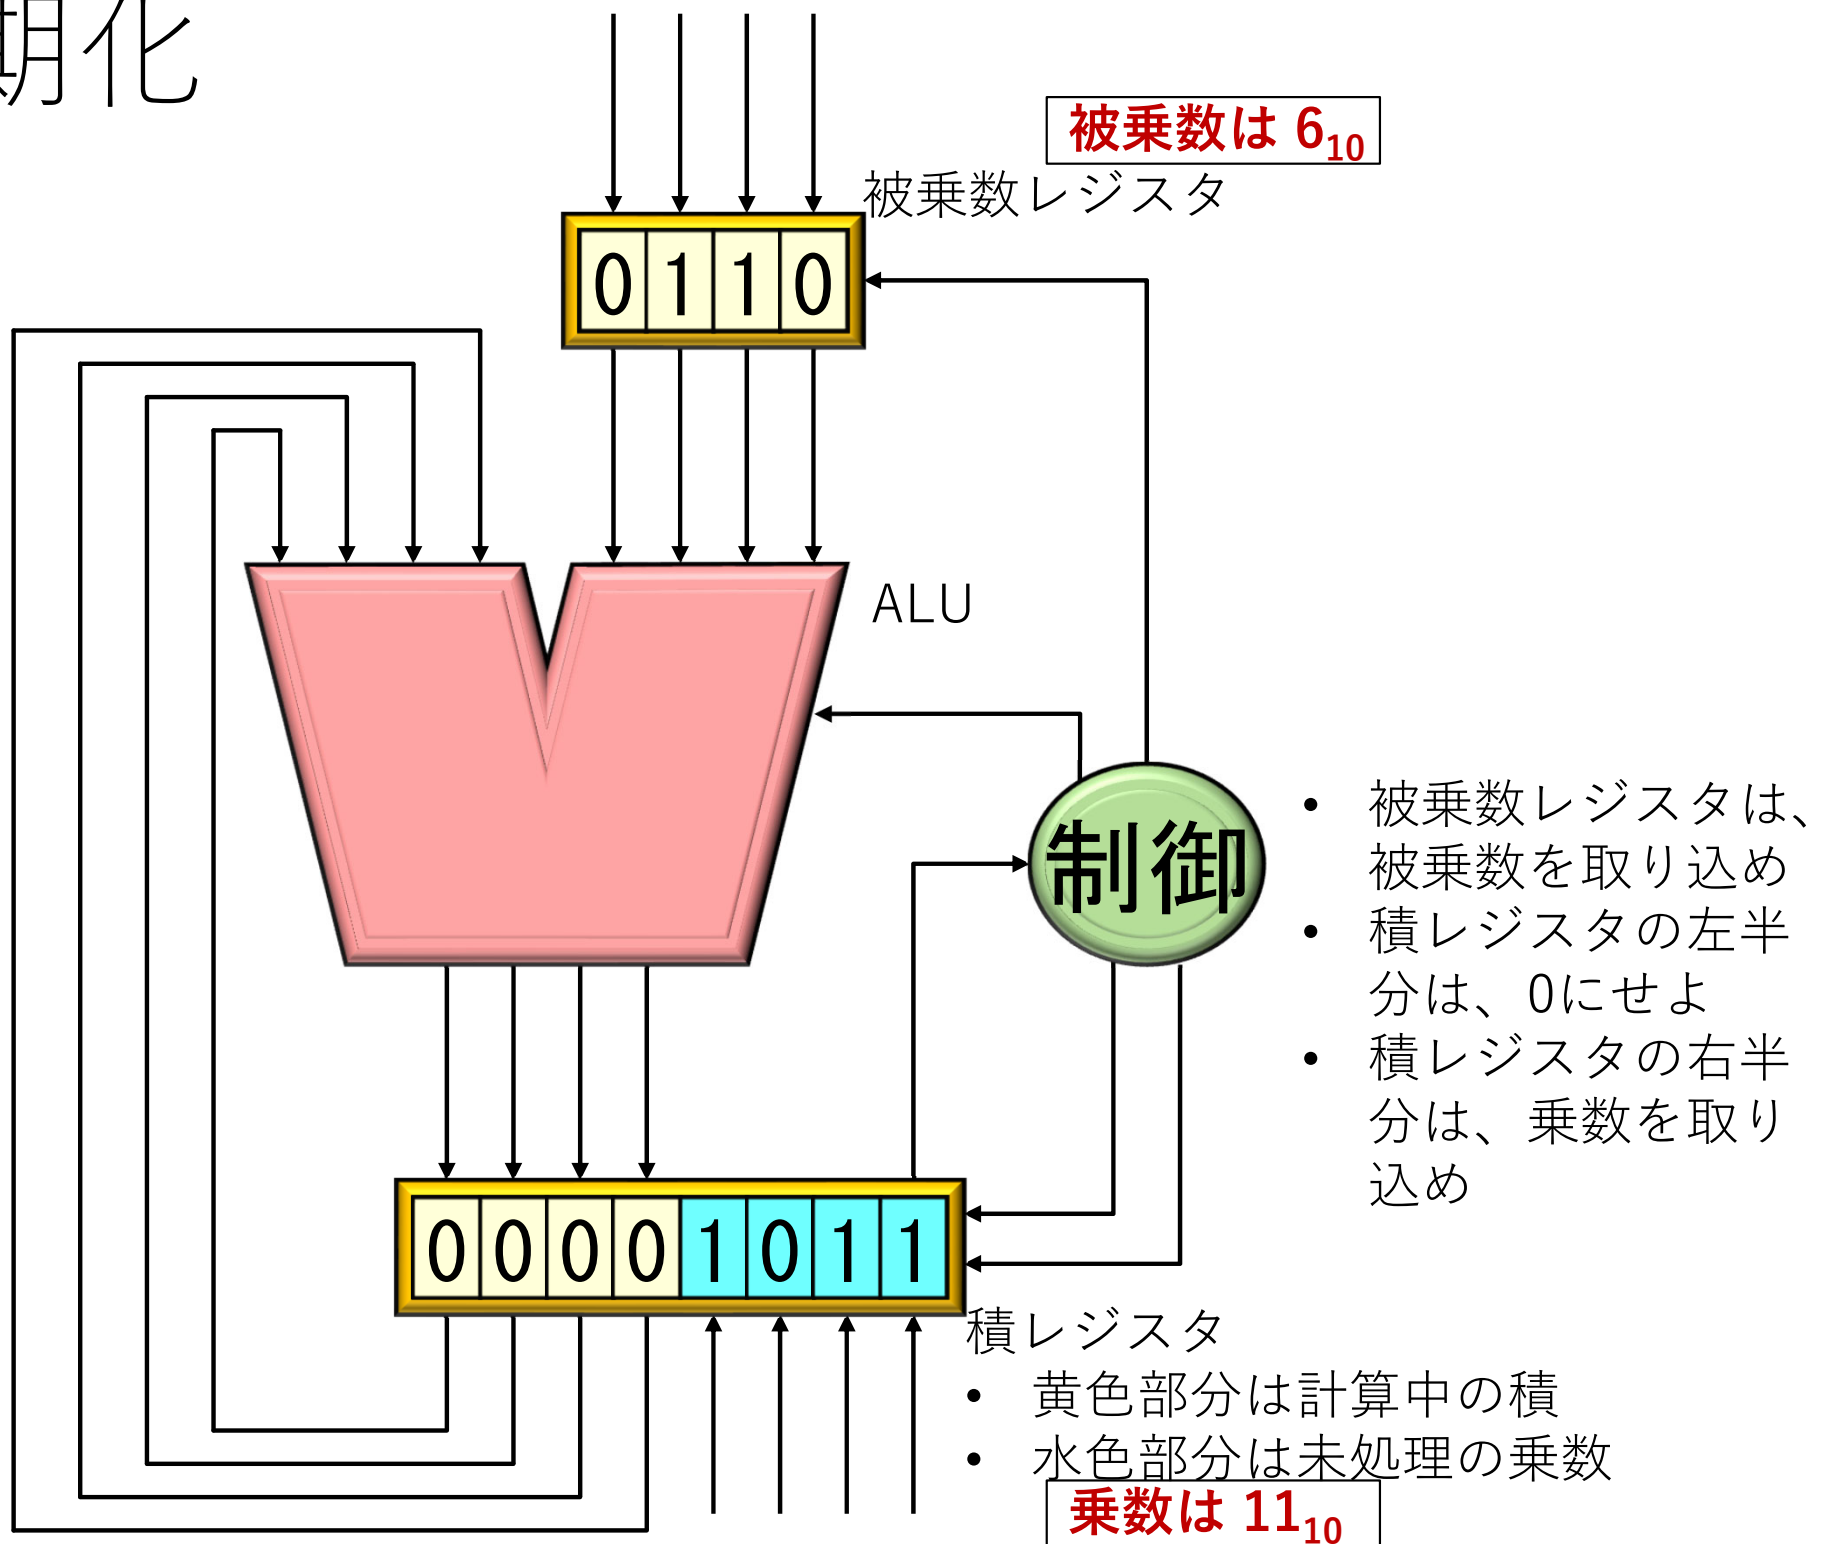 期化
被乗数は 6₁₀
被乗数レジスタ
0 1 1 0
ALU
制御
• 被乗数レジスタは、
被乗数を取り込め
• 積レジスタの左半
分は、0にせよ
• 積レジスタの右半
分は、乗数を取り
込め
0 0 0 0 1 0 1 1
積レジスタ
• 黄色部分は計算中の積
• 水色部分は未処理の乗数
乗数は 11₁₀